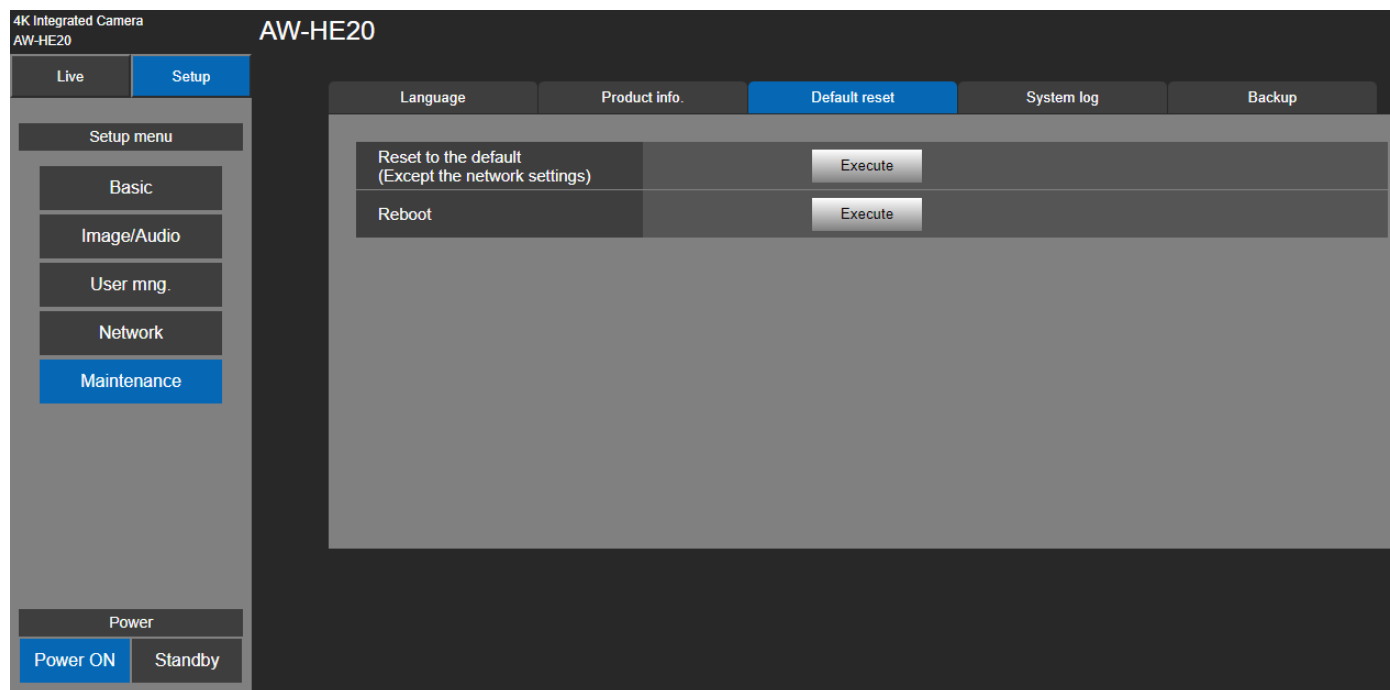 4K Integrated Camera
AW-HE20
AW-HE20
Live
Setup
Language
Product info.
Default reset
System log
Backup
Setup menu
Basic
Image/Audio
User mng.
Network
Maintenance
Reset to the default
(Except the network settings)
Execute
Reboot
Execute
Power
Power ON
Standby